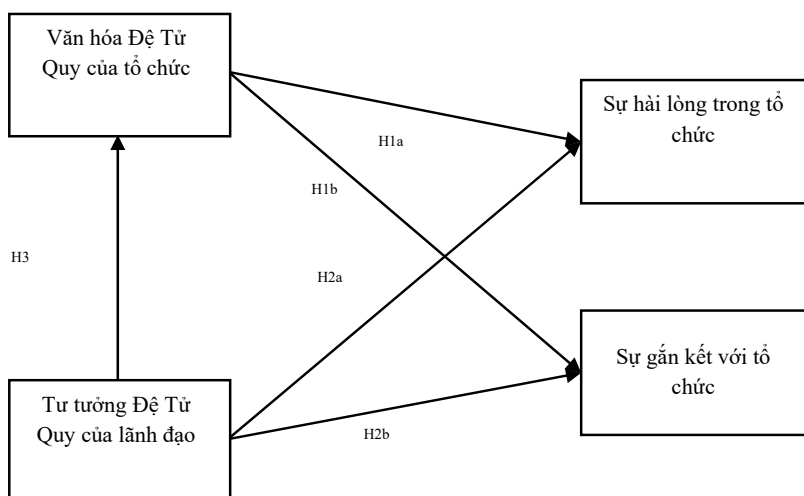 Văn hóa Đệ Tử
Quy của tổ chức
Sự hài lòng trong tổ
chức
H1a
H1b
H3
H2a
Sự gắn kết với tổ
chức
Tư tưởng Đệ Tử
Quy của lãnh đạo
H2b